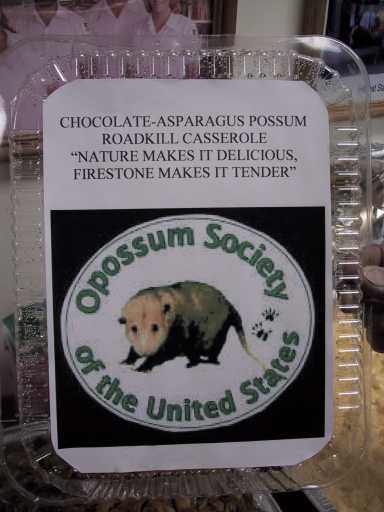 CHOCOLATE-ASPARAGUS POSSUM
ROADKILL CASSEROLE
“NATURE MAKES IT DELICIOUS,
FIRESTONE MAKES IT TENDER”
Opossum Society
of the United States